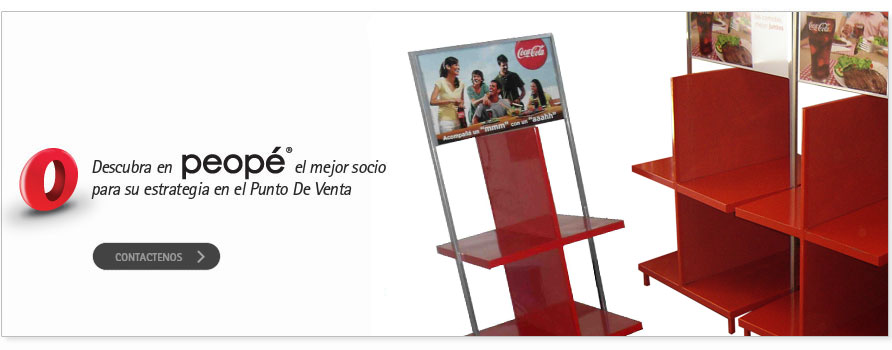 Descubra en peopé® el mejor socio
para su estrategia en el Punto De Venta
CONTACTENOS
Coca-Cola
Acompañá un "mmm" con un "aaahh"
Coca-Cola